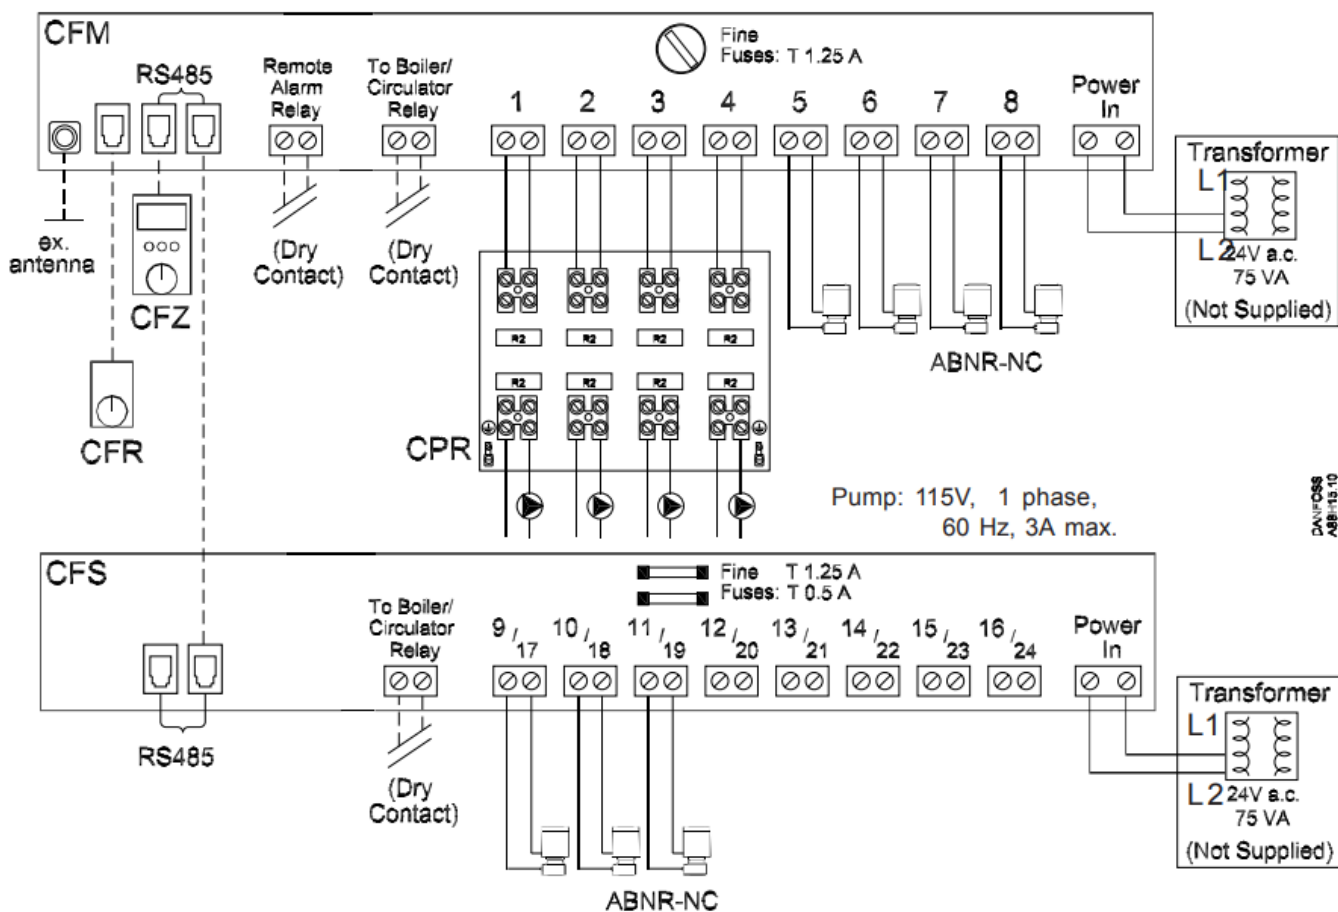 CFM
Fine
Fuses: T 1.25 A
RS485
Remote
Alarm
Relay
To Boiler/
Circulator
Relay
1 2 3 4 5 6 7 8
Power
In
Transformer
L1
L2
24V a.c.
75 VA
(Not Supplied)
ex.
antenna
(Dry
Contact)
(Dry
Contact)
CFZ
R2 R2 R2 R2
R2 R2 R2 R2
ABNR-NC
CFR
CPR
Pump: 115V, 1 phase,
60 Hz, 3A max.
DANFOSS
A88H15.10
CFS
Fine T 1.25 A
Fuses: T 0.5 A
To Boiler/
Circulator
Relay
9/17 10/18 11/19 12/20 13/21 14/22 15/23 16/24
Power
In
Transformer
L1
L2
24V a.c.
75 VA
(Not Supplied)
RS485
(Dry
Contact)
ABNR-NC